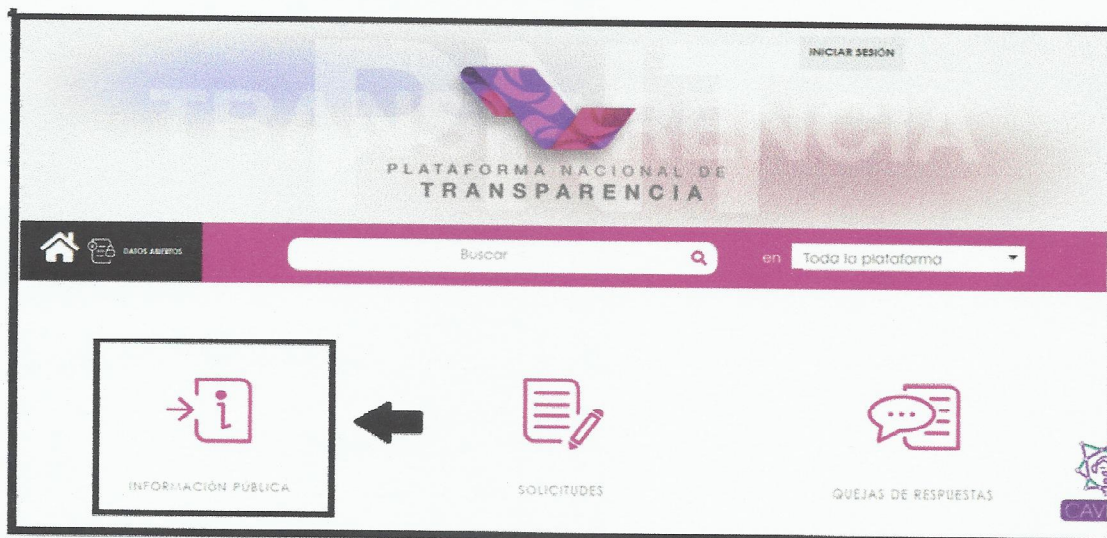 INICIAR SESIÓN
PLATAFORMA NACIONAL DE
TRANSPARENCIA
DATOS ABIERTOS
Buscar
en
Toda la plataforma
INFORMACIÓN PÚBLICA
SOLICITUDES
QUEJAS DE RESPUESTAS